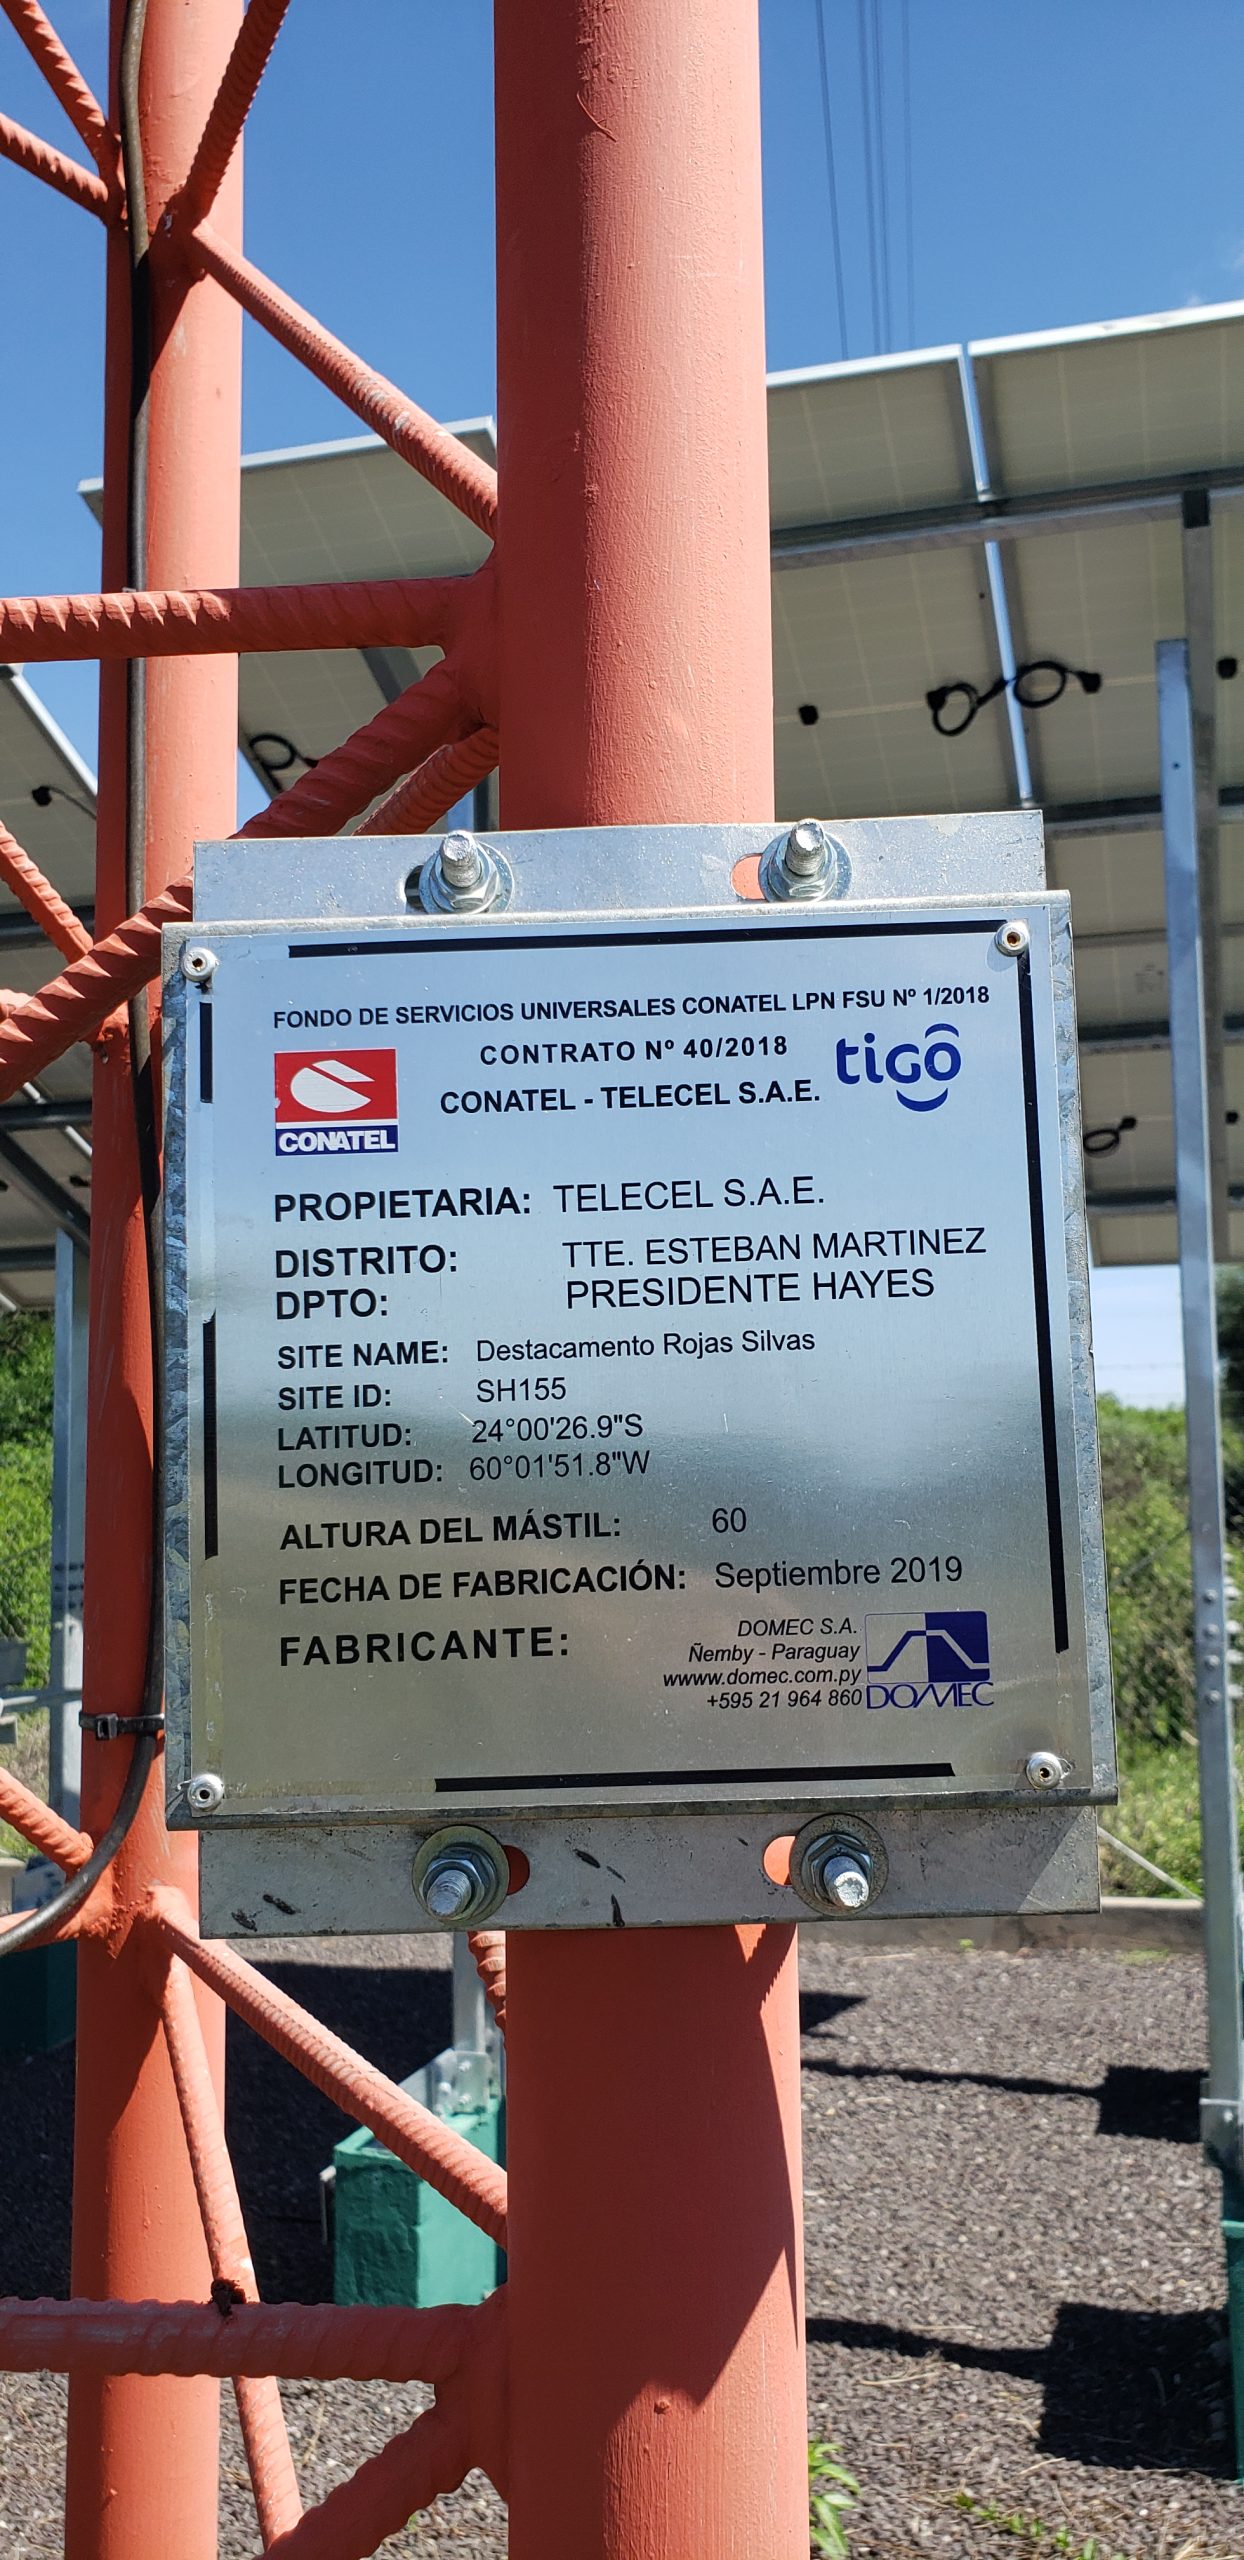 FONDO DE SERVICIOS UNIVERSALES CONATEL LPN FSU Nº 1/2018
CONTRATO Nº 40/2018
CONATEL - TELECEL S.A.E.
tigo
CONATEL
PROPIETARIA: TELECEL S.A.E.
DISTRITO: TTE. ESTEBAN MARTINEZ
DPTO: PRESIDENTE HAYES
SITE NAME: Destacamento Rojas Silvas
SITE ID: SH155
LATITUD: 24°00'26.9"S
LONGITUD: 60°01'51.8"W
ALTURA DEL MÁSTIL: 60
FECHA DE FABRICACIÓN: Septiembre 2019
FABRICANTE: DOMEC S.A.
Ñemby - Paraguay
wwww.domec.com.py
+595 21 964 860
DOMEC